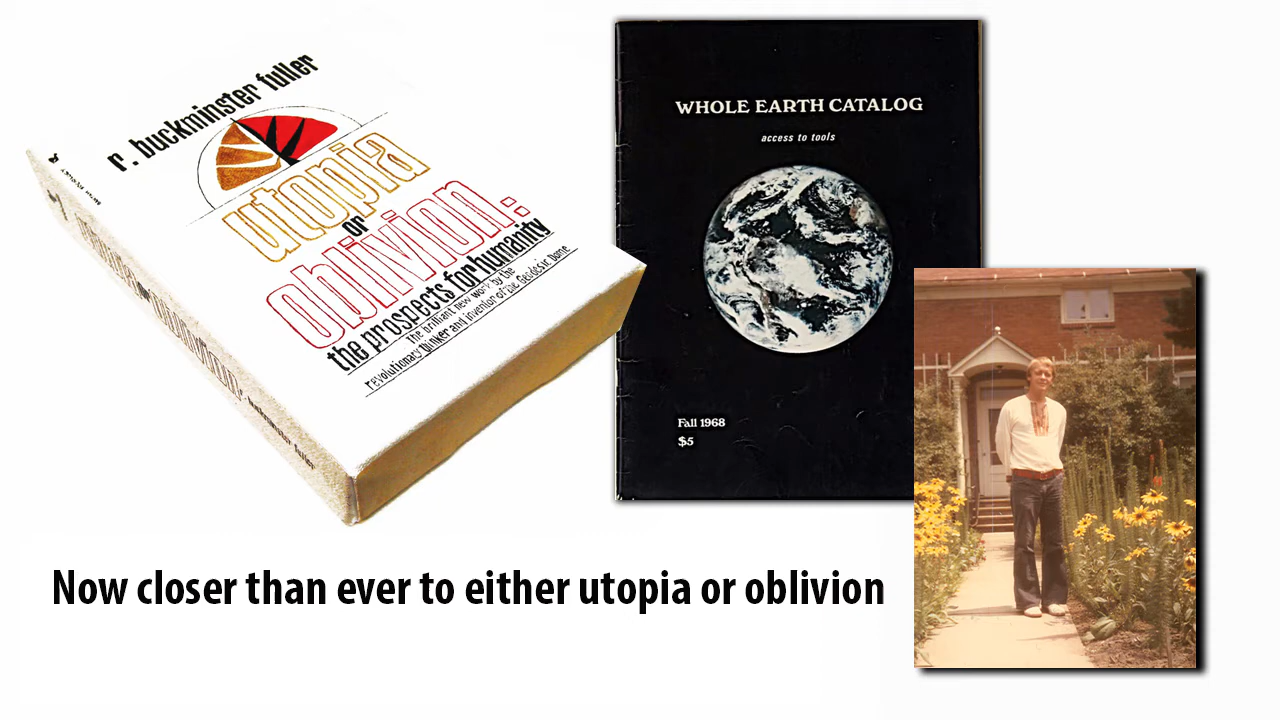 r. buckminster fuller
utopia
or
oblivion:
the prospects for humanity
The brilliant new work by the
revolutionary thinker and inventor of the Geodesic Dome
WHOLE EARTH CATALOG
access to tools
Fall 1968
$5
Now closer than ever to either utopia or oblivion